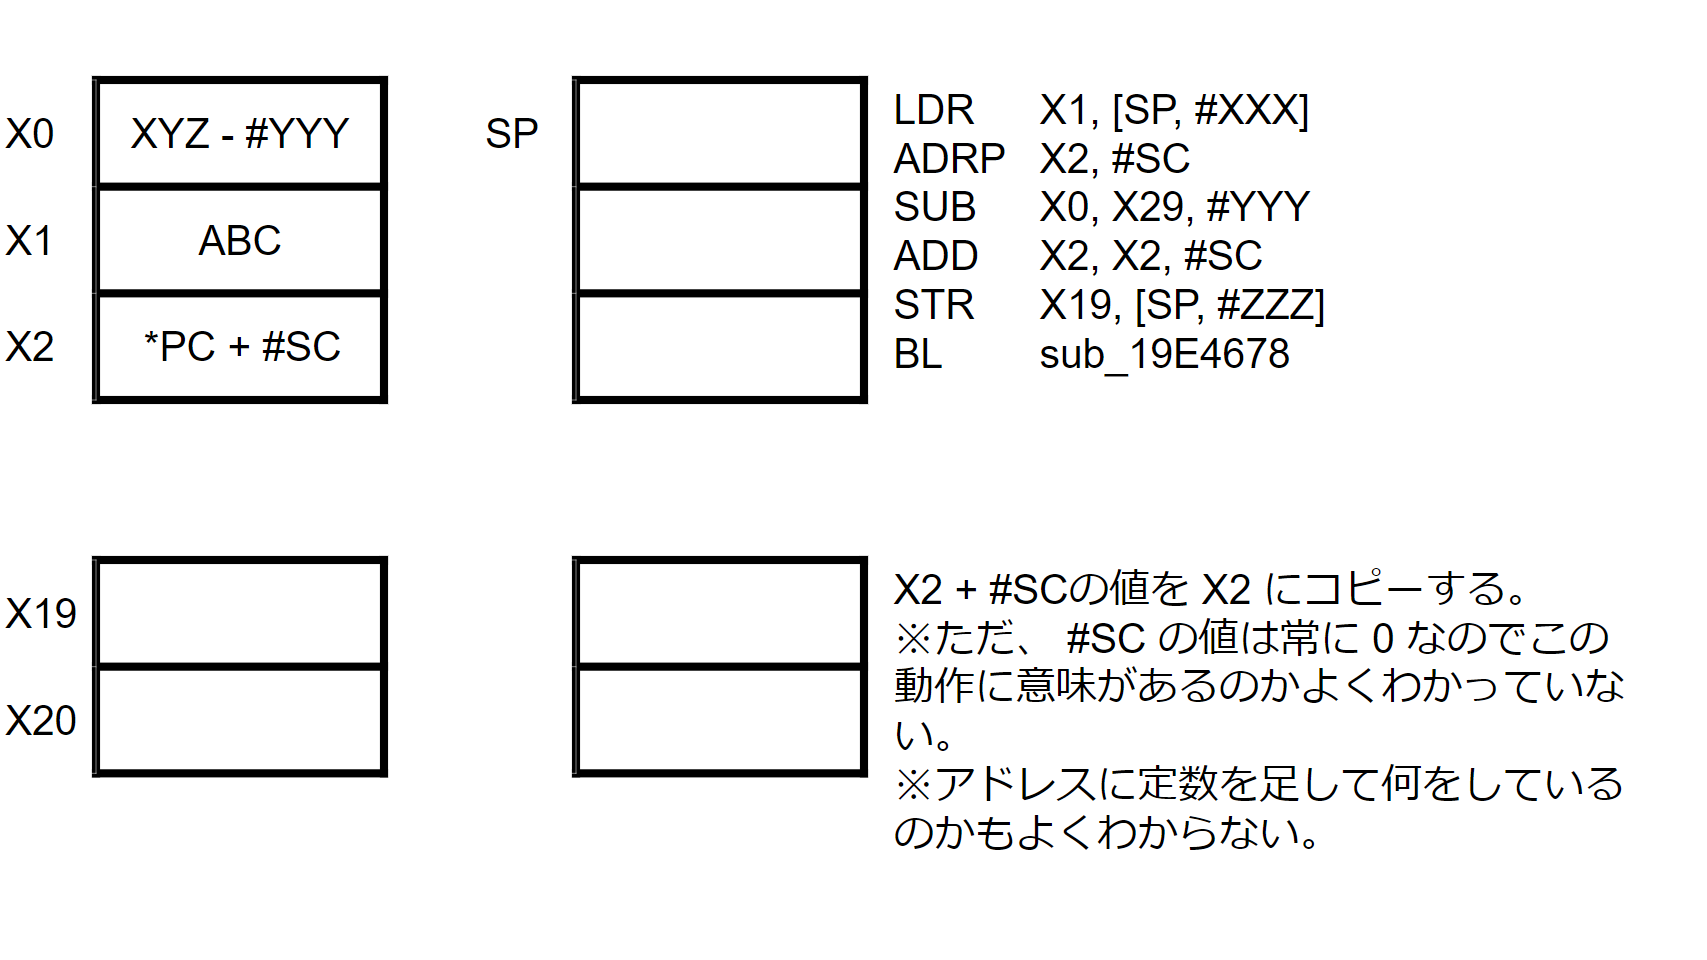 X0
XYZ - #YYY
X1
ABC
X2
*PC + #SC
SP
LDR X1, [SP, #XXX]
ADRP X2, #SC
SUB X0, X29, #YYY
ADD X2, X2, #SC
STR X19, [SP, #ZZZ]
BL sub_19E4678
X19
X20
X2 + #SCの値を X2 にコピーする。
※ただ、 #SC の値は常に 0 なのでこの
動作に意味があるのかよくわかっていな
い。
※アドレスに定数を足して何をしている
のかもよくわからない。